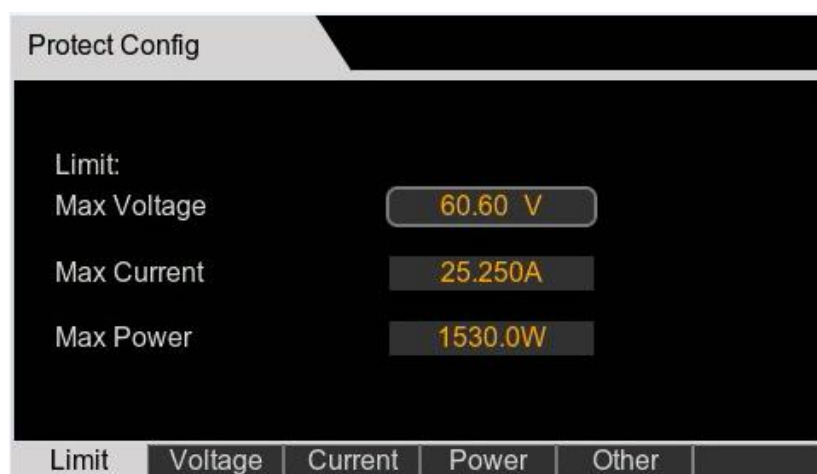 Protect Config
Limit:
Max Voltage 60.60 V
Max Current 25.250A
Max Power 1530.0W
Limit Voltage Current Power Other